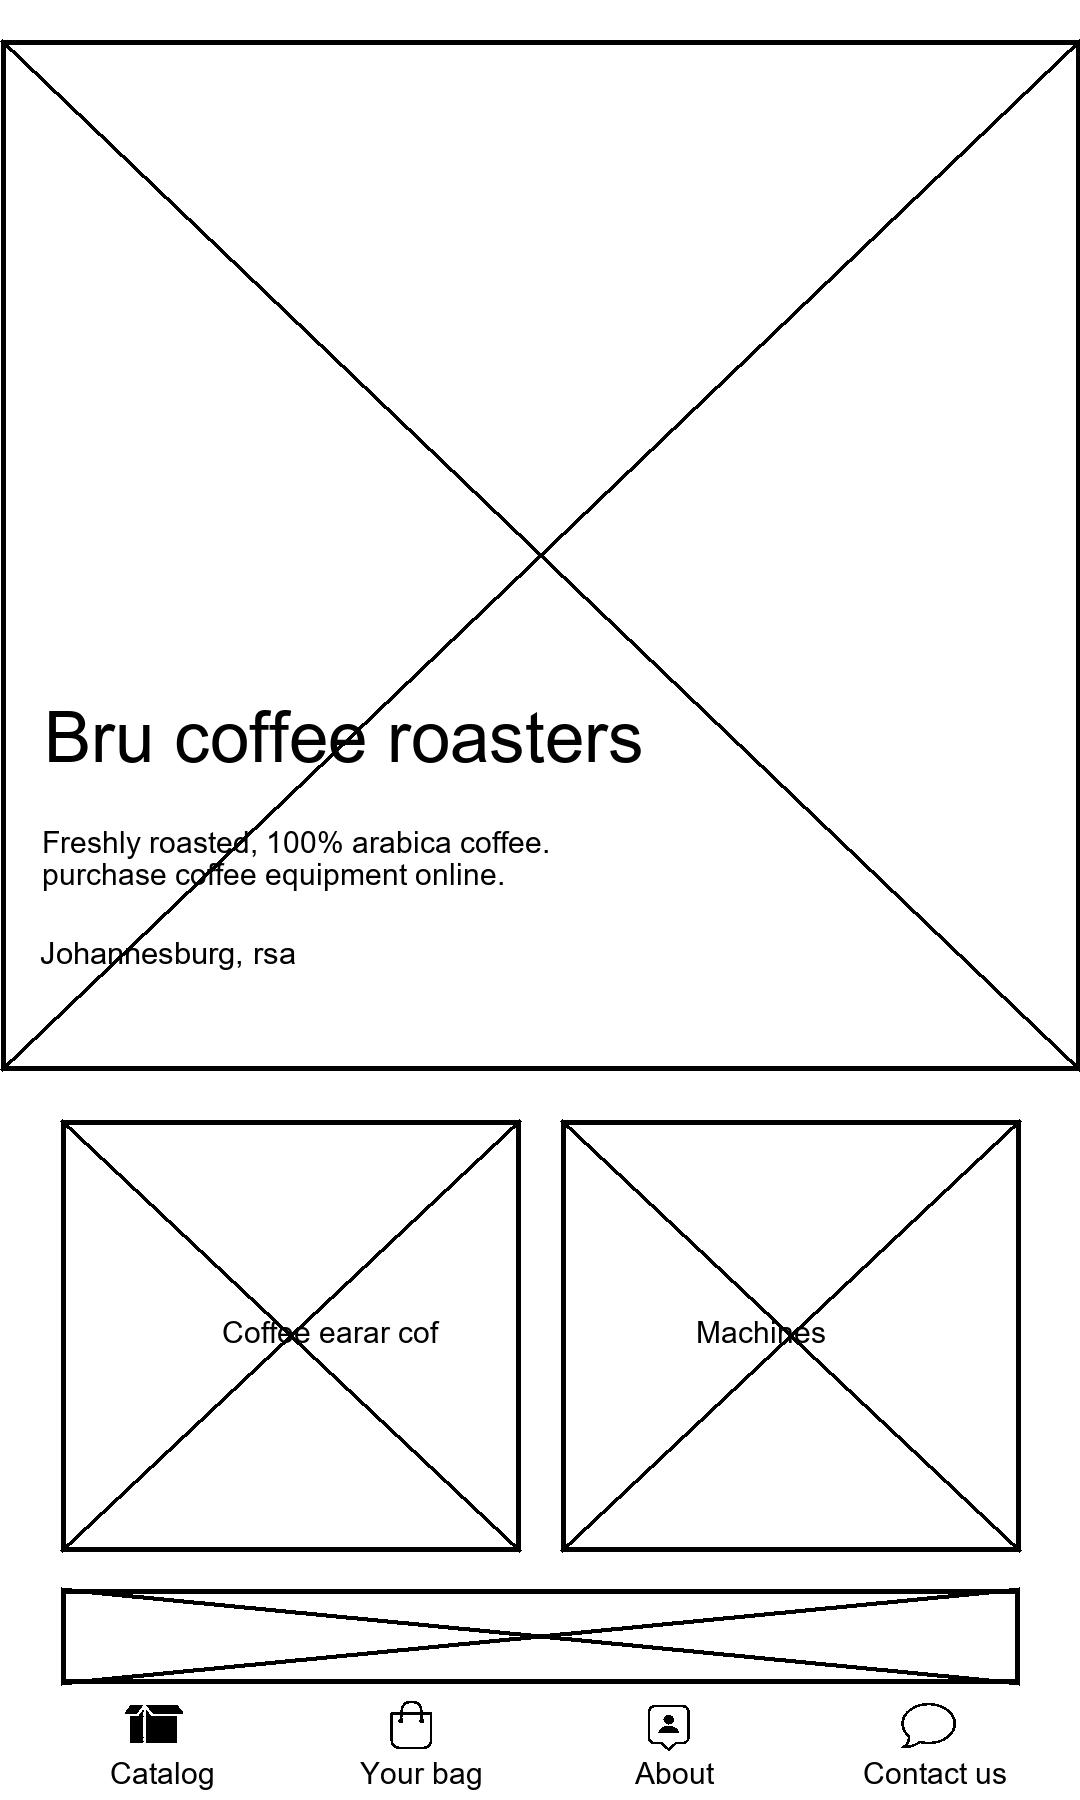 Bru coffee roasters
Freshly roasted, 100% arabica coffee.
purchase coffee equipment online.
Johannesburg, rsa
Coffee earar cof
Machines
Catalog
Your bag
About
Contact us